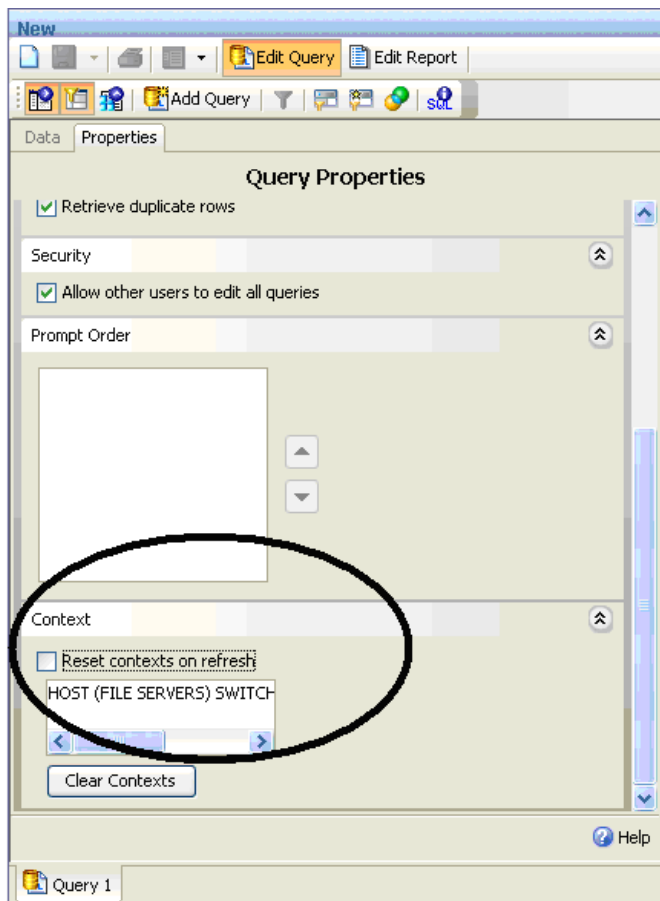 New
Edit Query Edit Report
Add Query SQL
Data Properties
Query Properties
Retrieve duplicate rows
Security
Allow other users to edit all queries
Prompt Order
Context
Reset contexts on refresh
HOST (FILE SERVERS) SWITCH
Clear Contexts
Help
Query 1